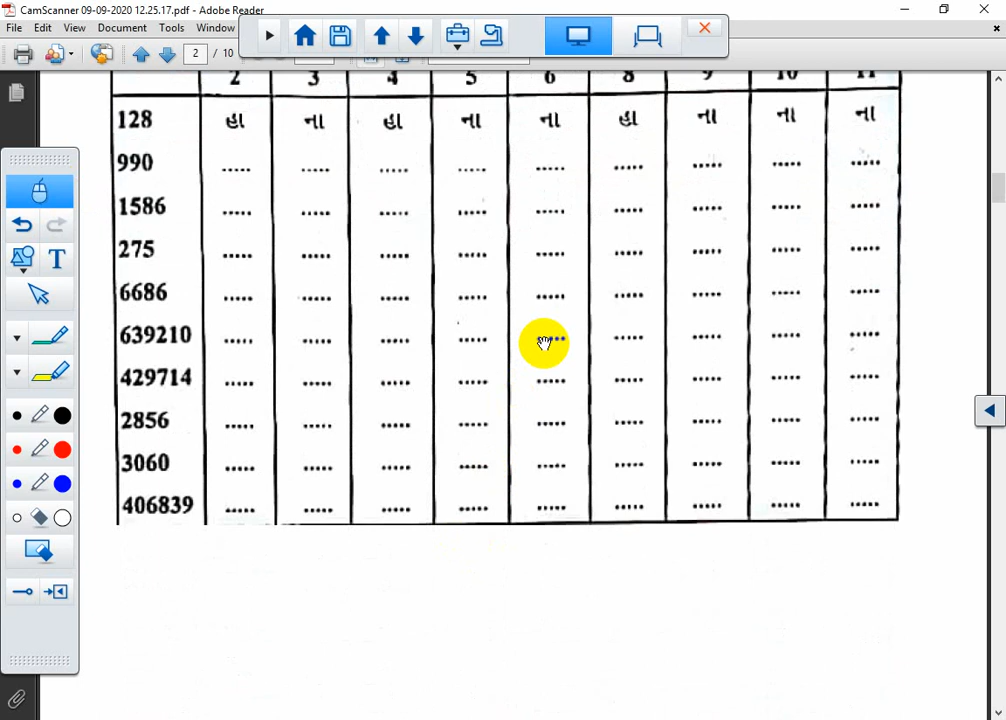 CamScanner 09-09-2020 12.25.17.pdf - Adobe Reader
File Edit View Document Tools Window
2 / 10
2 3 4 5 6 8 9 10 11
128 હા ના હા ના ના હા ના ના ના
990 ..... ..... ..... ..... ..... ..... ..... ..... .....
1586 ..... ..... ..... ..... ..... ..... ..... ..... .....
275 ..... ..... ..... ..... ..... ..... ..... ..... .....
6686 ..... ..... ..... ..... ..... ..... ..... ..... .....
639210 ..... ..... ..... ..... ..... ..... ..... ..... .....
429714 ..... ..... ..... ..... ..... ..... ..... ..... .....
2856 ..... ..... ..... ..... ..... ..... ..... ..... .....
3060 ..... ..... ..... ..... ..... ..... ..... ..... .....
406839 ..... ..... ..... ..... ..... ..... ..... ..... .....
T